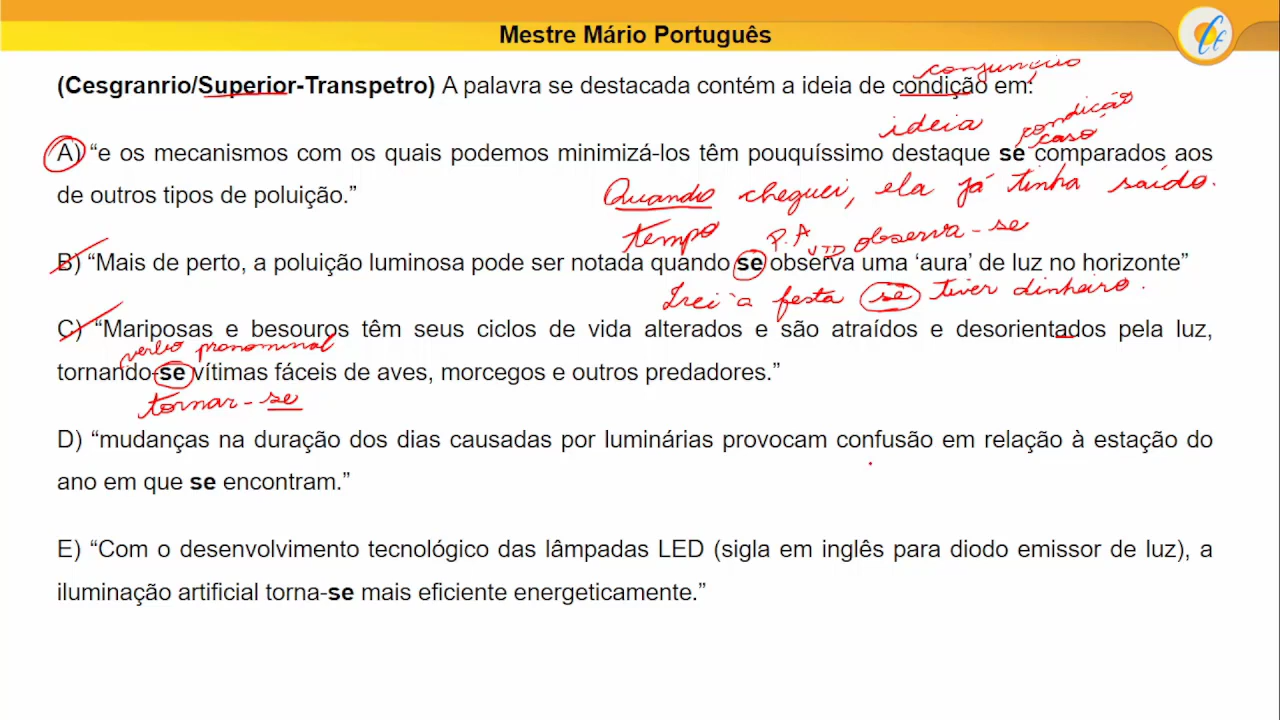 Mestre Mário Português
conjunção
(Cesgranrio/Superior-Transpetro) A palavra se destacada contém a ideia de condição em:
ideia condição
caso
A) “e os mecanismos com os quais podemos minimizá-los têm pouquíssimo destaque se comparados aos
de outros tipos de poluição.”
Quando cheguei, ela já tinha saído.
tempo P.A VTD observa-se
B) “Mais de perto, a poluição luminosa pode ser notada quando se observa uma ‘aura’ de luz no horizonte”
Irei à festa se tiver dinheiro.
C) “Mariposas e besouros têm seus ciclos de vida alterados e são atraídos e desorientados pela luz,
verbo pronominal
tornando-se vítimas fáceis de aves, morcegos e outros predadores.”
tornar-se
D) “mudanças na duração dos dias causadas por luminárias provocam confusão em relação à estação do
ano em que se encontram.”
E) “Com o desenvolvimento tecnológico das lâmpadas LED (sigla em inglês para diodo emissor de luz), a
iluminação artificial torna-se mais eficiente energeticamente.”